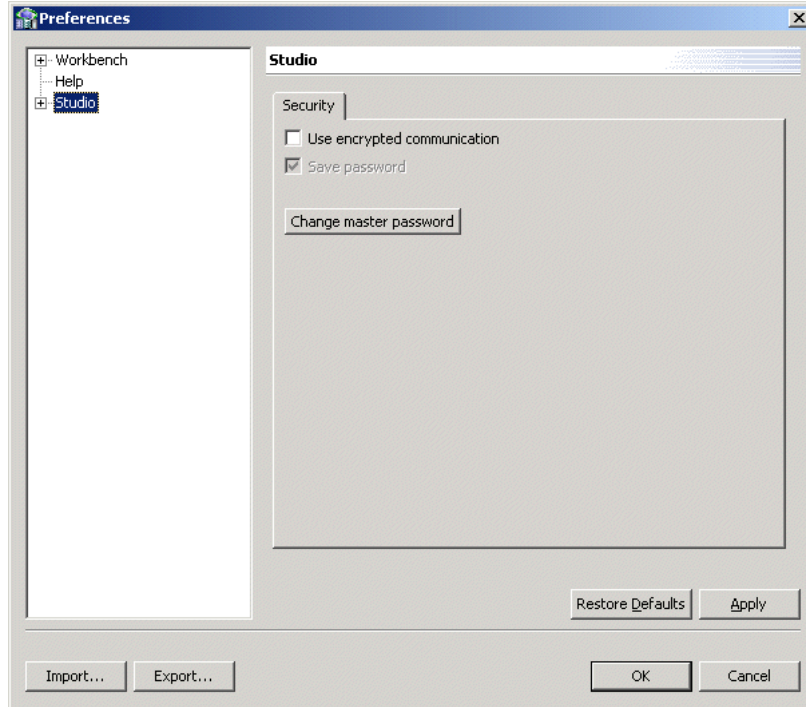 Preferences
Workbench
Help
Studio
Studio
Security
Use encrypted communication
Save password
Change master password
Restore Defaults
Apply
Import...
Export...
OK
Cancel